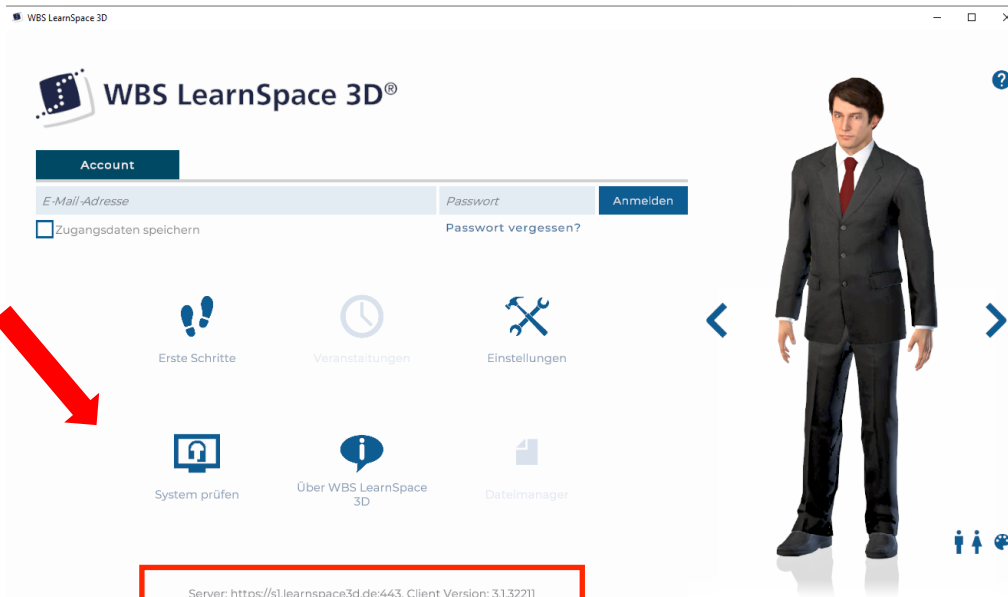 WBS LearnSpace 3D
WBS LearnSpace 3D®
Account
E-Mail-Adresse
Passwort
Anmelden
Zugangsdaten speichern
Passwort vergessen?
Erste Schritte
Veranstaltungen
Einstellungen
System prüfen
Über WBS LearnSpace
3D
Dateimanager
Server: https://s1.learnspace3d.de:443, Client Version: 3.1.32211